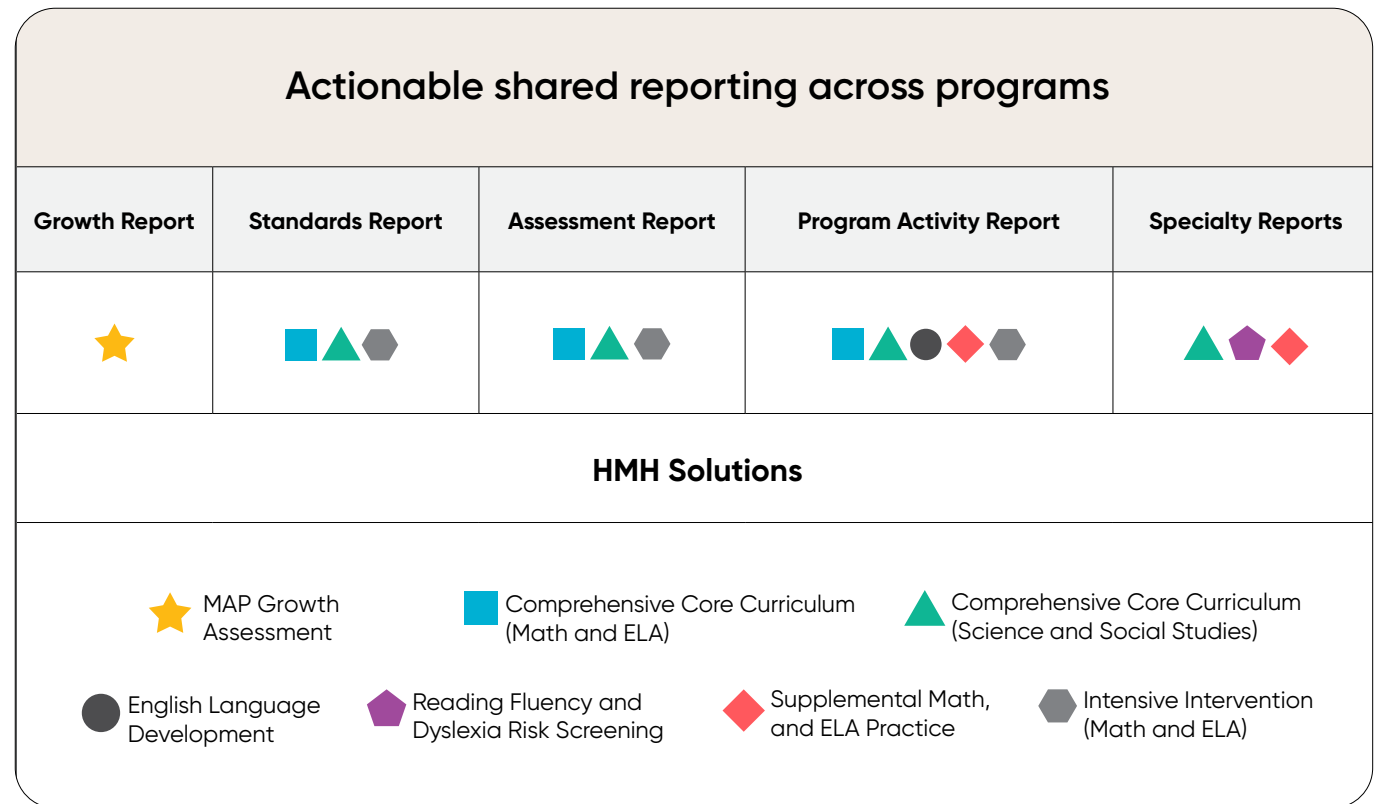 Actionable shared reporting across programs
Growth Report
Standards Report
Assessment Report
Program Activity Report
Specialty Reports
HMH Solutions
MAP Growth
Assessment
Comprehensive Core Curriculum
(Math and ELA)
Comprehensive Core Curriculum
(Science and Social Studies)
English Language
Development
Reading Fluency and
Dyslexia Risk Screening
Supplemental Math,
and ELA Practice
Intensive Intervention
(Math and ELA)